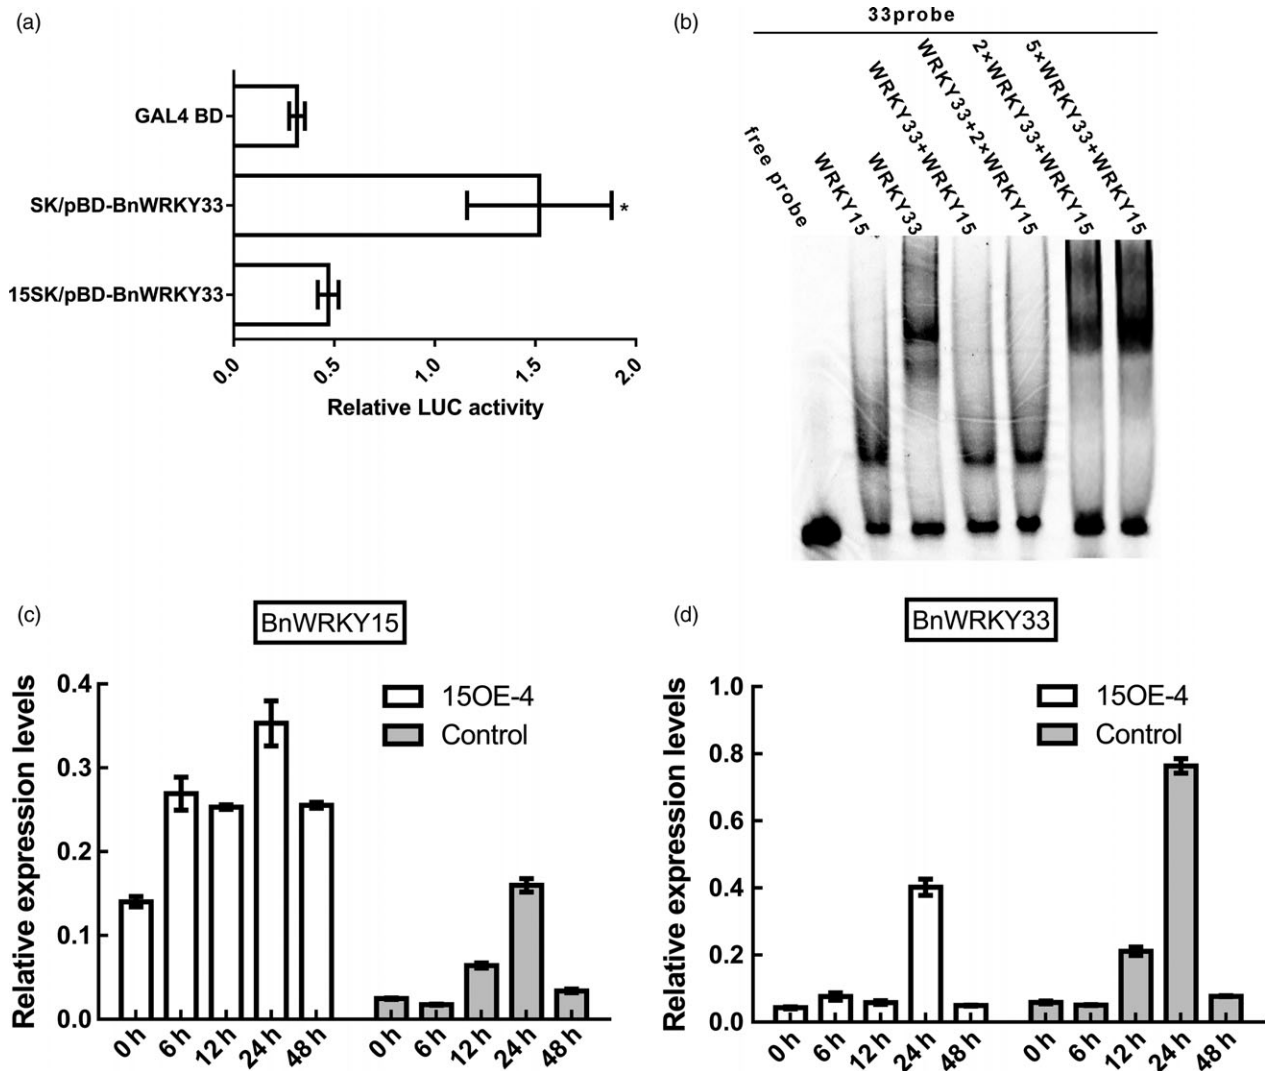 (a)
GAL4 BD
SK/pBD-BnWRKY33
*
15SK/pBD-BnWRKY33
0.0
0.5
1.0
1.5
2.0
Relative LUC activity
(b)
33probe
free probe
WRKY15
WRKY33
WRKY33+WRKY15
WRKY33+2×WRKY15
2×WRKY33+WRKY15
5×WRKY33+WRKY15
(c)
BnWRKY15
Relative expression levels
0.4
0.3
0.2
0.1
0.0
15OE-4
Control
0 h
6 h
12 h
24 h
48 h
0 h
6 h
12 h
24 h
48 h
(d)
BnWRKY33
Relative expression levels
1.0
0.8
0.6
0.4
0.2
0.0
15OE-4
Control
0 h
6 h
12 h
24 h
48 h
0 h
6 h
12 h
24 h
48 h